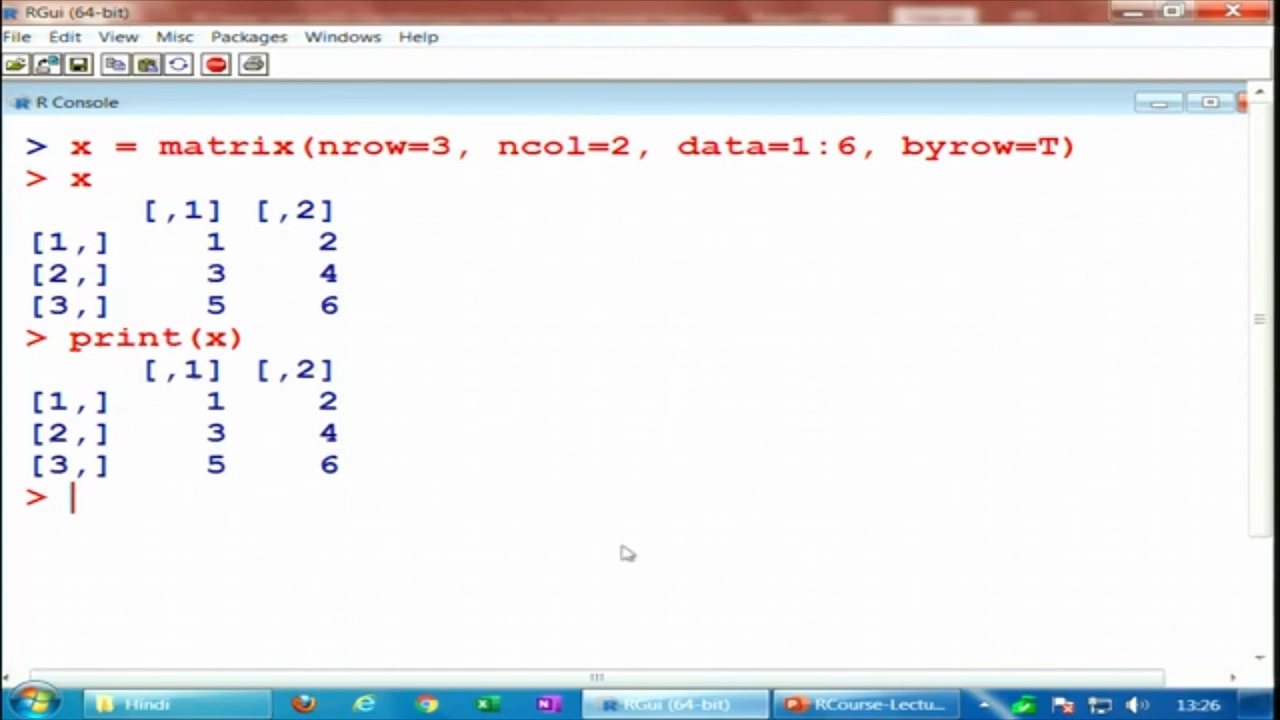 RGui (64-bit)
File Edit View Misc Packages Windows Help
R Console
> x = matrix(nrow=3, ncol=2, data=1:6, byrow=T)
> x
[,1] [,2]
[1,] 1 2
[2,] 3 4
[3,] 5 6
> print(x)
[,1] [,2]
[1,] 1 2
[2,] 3 4
[3,] 5 6
>
Hindi RGui (64-bit) RCourse-Lectu... 13:26